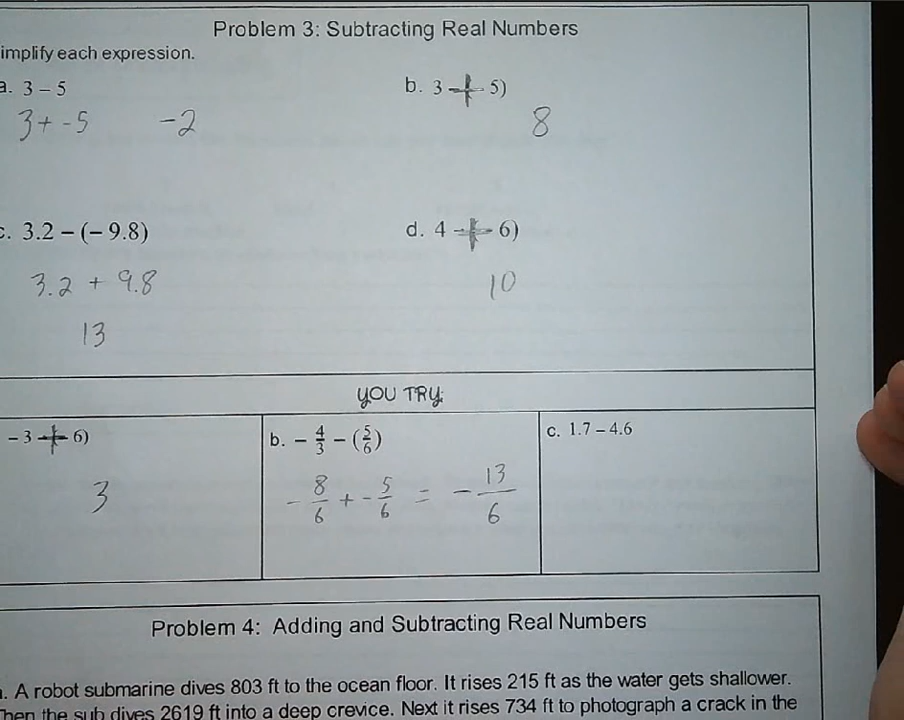 Problem 3: Subtracting Real Numbers
implify each expression.
a. 3 – 5
b. 3 – + – 5)
3 + -5 -2
8
c. 3.2 – (– 9.8)
d. 4 – + – 6)
3.2 + 9.8
10
13
YOU TRY:
– 3 – + – 6)
b. – 4/3 – (5/6)
c. 1.7 – 4.6
3
- 8/6 + - 5/6 = - 13/6
Problem 4: Adding and Subtracting Real Numbers
. A robot submarine dives 803 ft to the ocean floor. It rises 215 ft as the water gets shallower.
Then the sub dives 2619 ft into a deep crevice. Next it rises 734 ft to photograph a crack in the